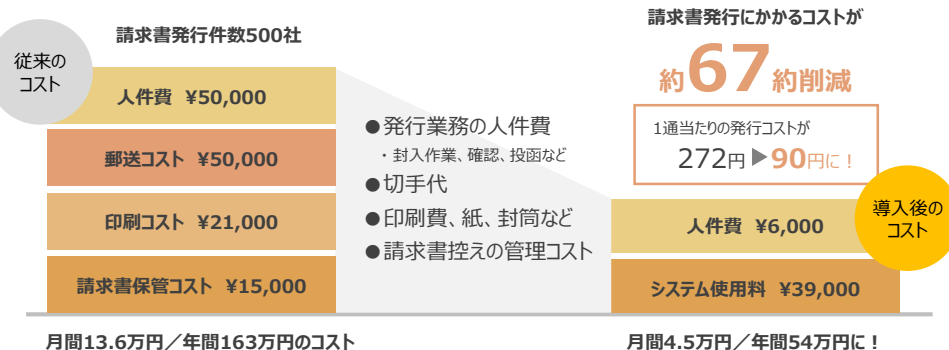 従来の
コスト
請求書発行件数500社
人件費 ¥50,000
郵送コスト ¥50,000
印刷コスト ¥21,000
請求書保管コスト ¥15,000
月間13.6万円／年間163万円のコスト
●発行業務の人件費
・封入作業、確認、投函など
●切手代
●印刷費、紙、封筒など
●請求書控えの管理コスト
請求書発行にかかるコストが
約67約削減
1通当たりの発行コストが
272円▶90円に！
導入後の
コスト
人件費 ¥6,000
システム使用料 ¥39,000
月間4.5万円／年間54万円に！